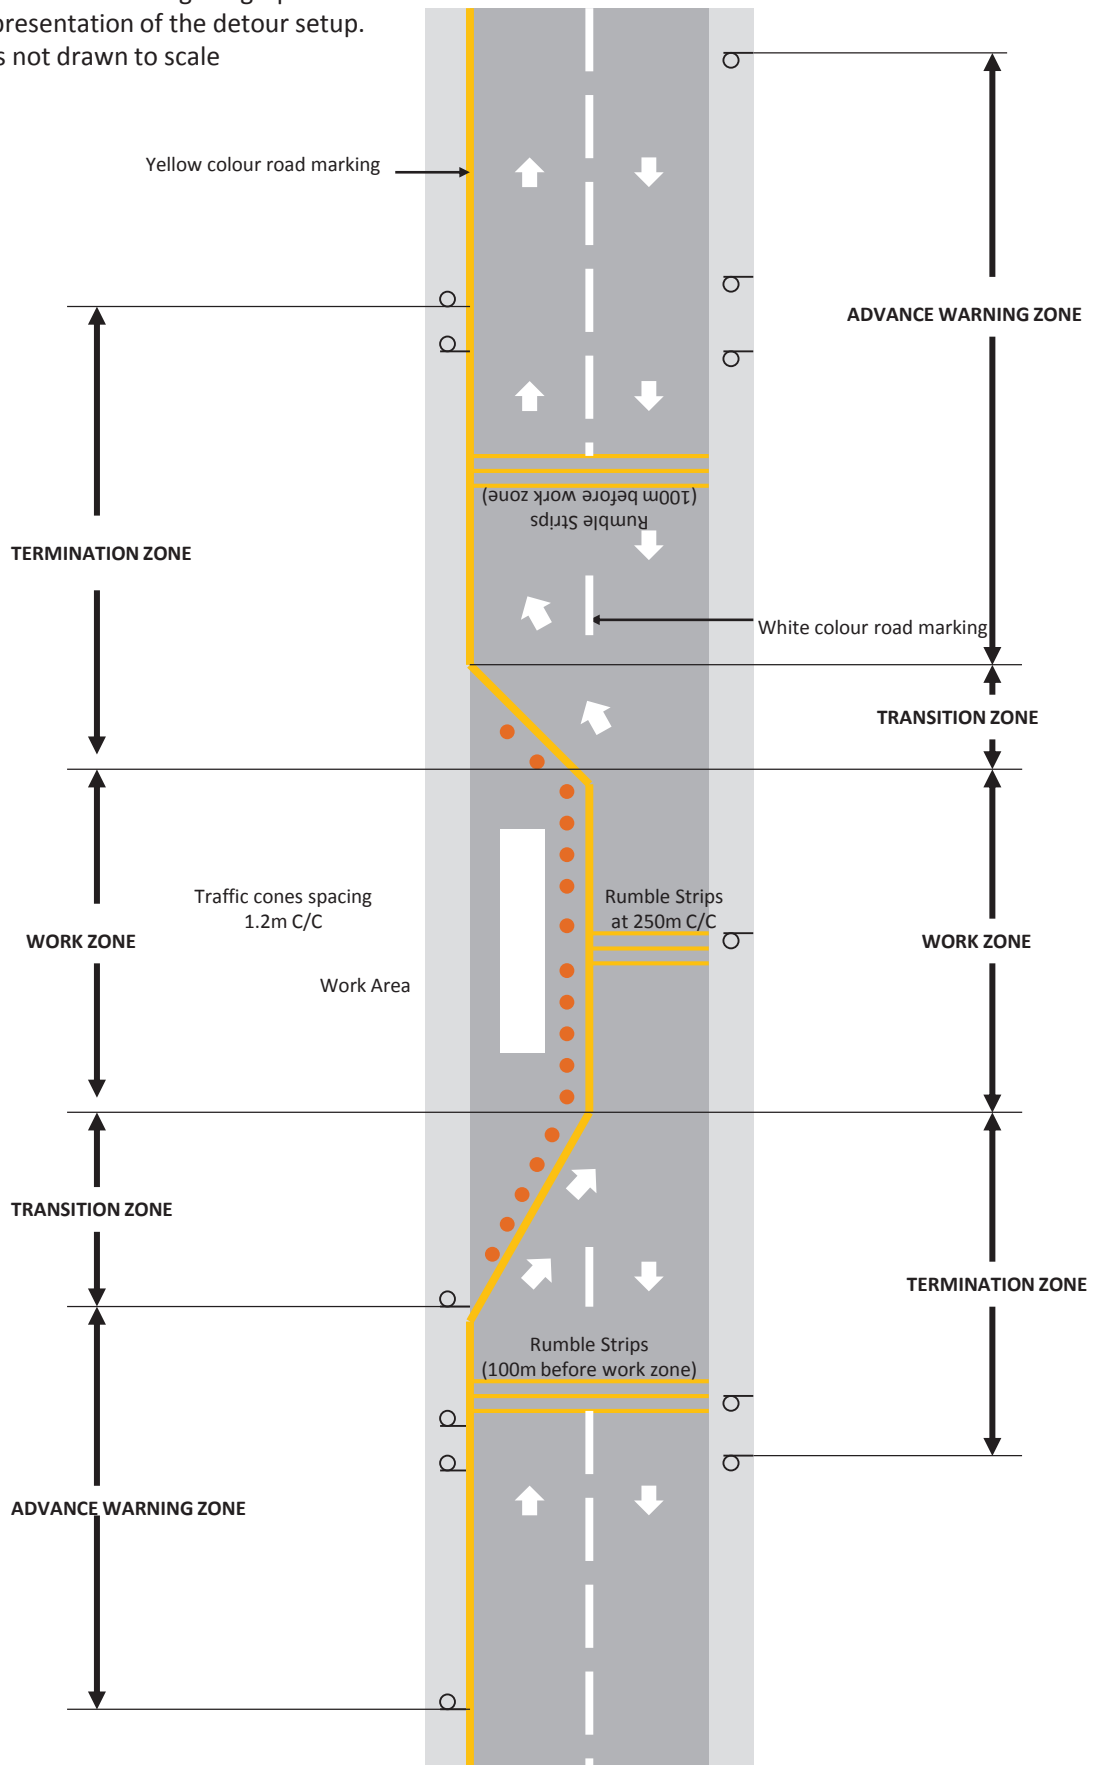 presentation of the detour setup.
s not drawn to scale
Yellow colour road marking
ADVANCE WARNING ZONE
(100m before work zone)
Rumble Strips
TERMINATION ZONE
White colour road marking
TRANSITION ZONE
Traffic cones spacing
1.2m C/C
Rumble Strips
at 250m C/C
WORK ZONE
WORK ZONE
Work Area
TRANSITION ZONE
TERMINATION ZONE
Rumble Strips
(100m before work zone)
ADVANCE WARNING ZONE